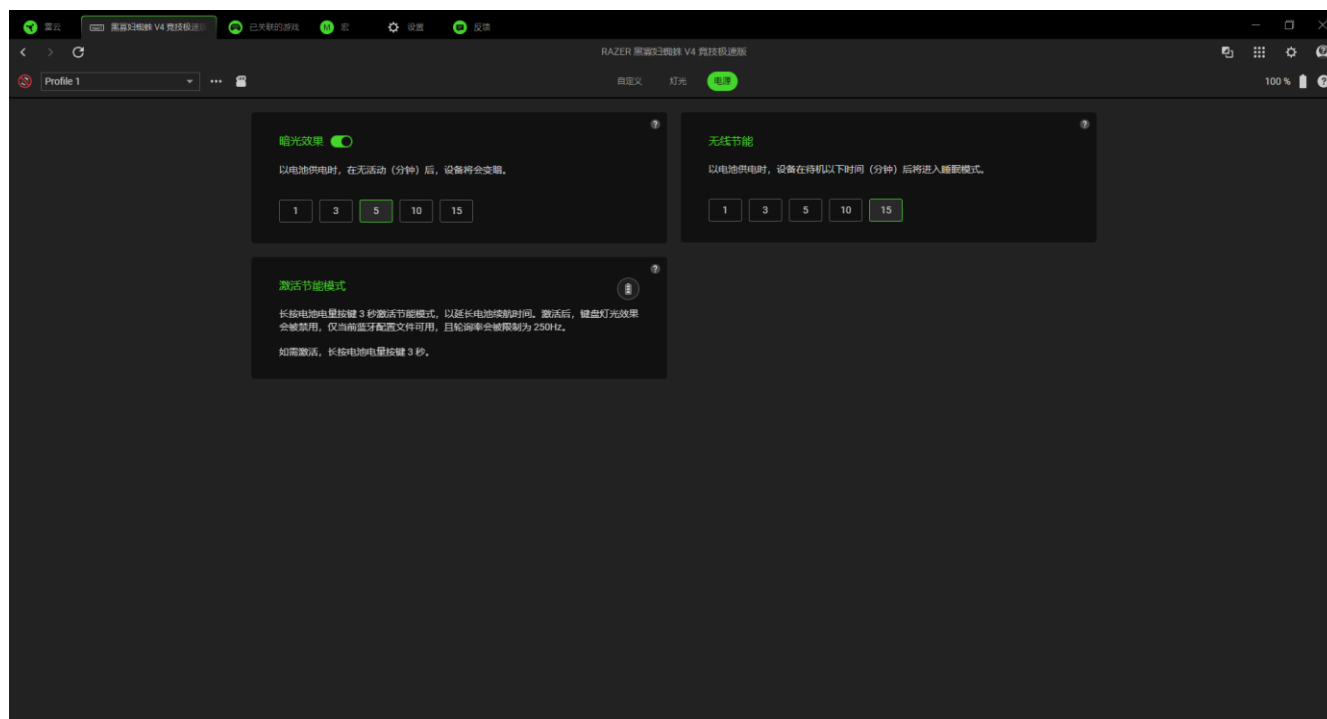 雷云
黑寡妇蜘蛛 V4 竞技极速
已关联的游戏
M 宏
设置
反馈
RAZER 黑寡妇蜘蛛 V4 竞技极速版
Profile 1
自定义
灯光
电源
100 %
暗光效果
以电池供电时，在无活动（分钟）后，设备将会变暗。
1 3 5 10 15
无线节能
以电池供电时，设备在待机以下时间（分钟）后将进入睡眠模式。
1 3 5 10 15
激活节能模式
长按电池电量按键 3 秒激活节能模式，以延长电池续航时间。激活后，键盘灯光效果
会被禁用，仅当前蓝牙配置文件可用，且轮询率会被限制为 250Hz。
如需激活，长按电池电量按键 3 秒。